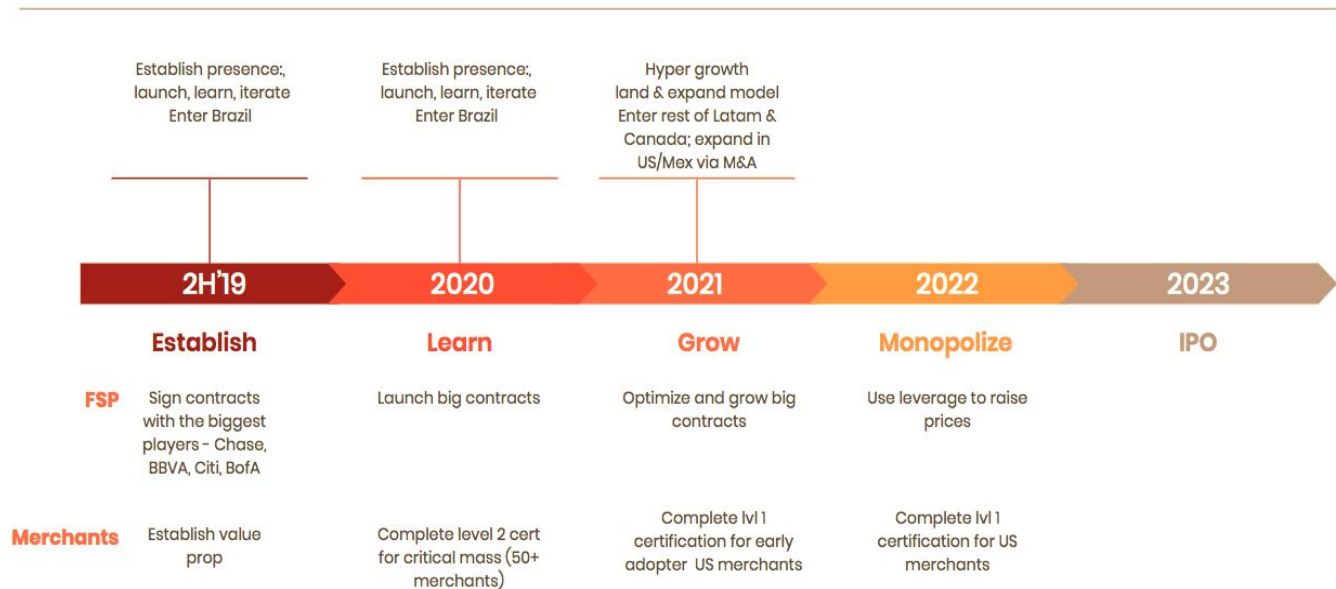 Establish presence:,
launch, learn, iterate
Enter Brazil
Establish presence:,
launch, learn, iterate
Enter Brazil
Hyper growth
land & expand model
Enter rest of Latam &
Canada; expand in
US/Mex via M&A
2H'19
2020
2021
2022
2023
Establish
Learn
Grow
Monopolize
IPO
FSP
Sign contracts
with the biggest
players - Chase,
BBVA, Citi, BofA
Launch big contracts
Optimize and grow big
contracts
Use leverage to raise
prices
Merchants
Establish value
prop
Complete level 2 cert
for critical mass (50+
merchants)
Complete lvl 1
certification for early
adopter US merchants
Complete lvl 1
certification for US
merchants